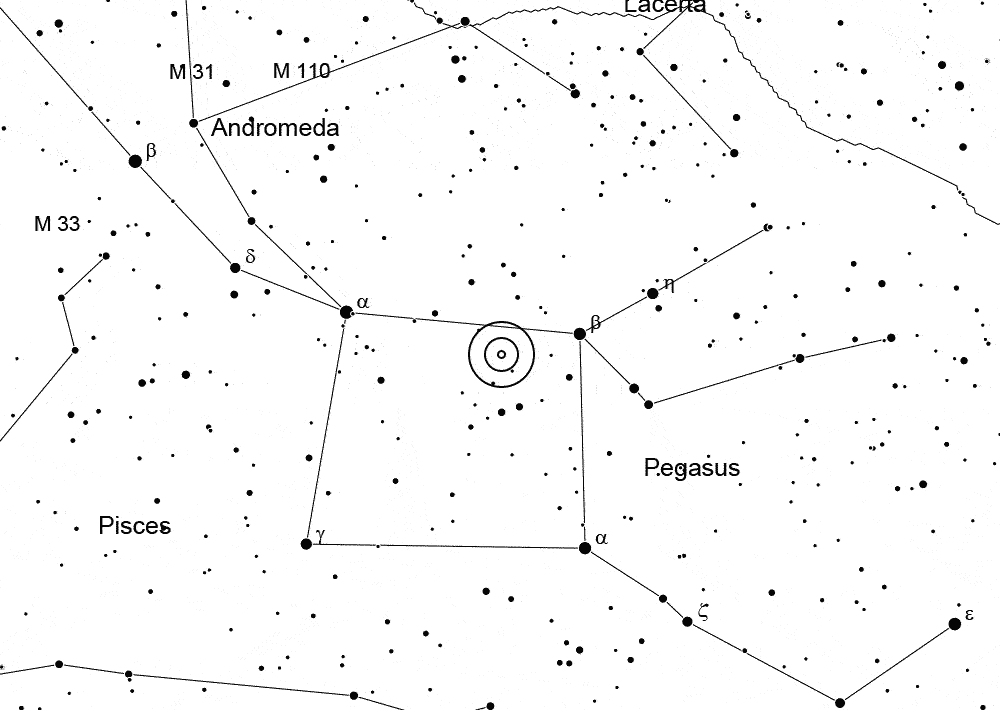 Lacerta
M 31
M 110
Andromeda
β
M 33
δ
α
η
β
Pegasus
Pisces
γ
α
ζ
ε